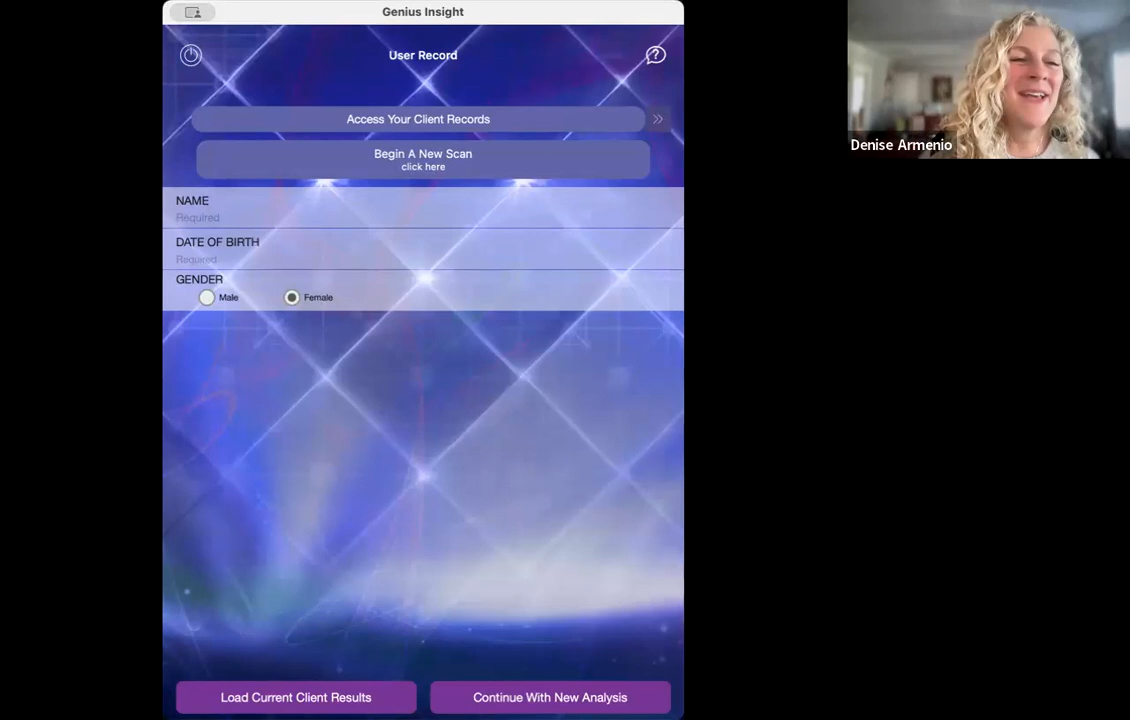 Genius Insight
User Record
Access Your Client Records
Begin A New Scan
click here
NAME
Required
DATE OF BIRTH
Required
GENDER
Male
Female
Load Current Client Results
Continue With New Analysis
Denise Armenio